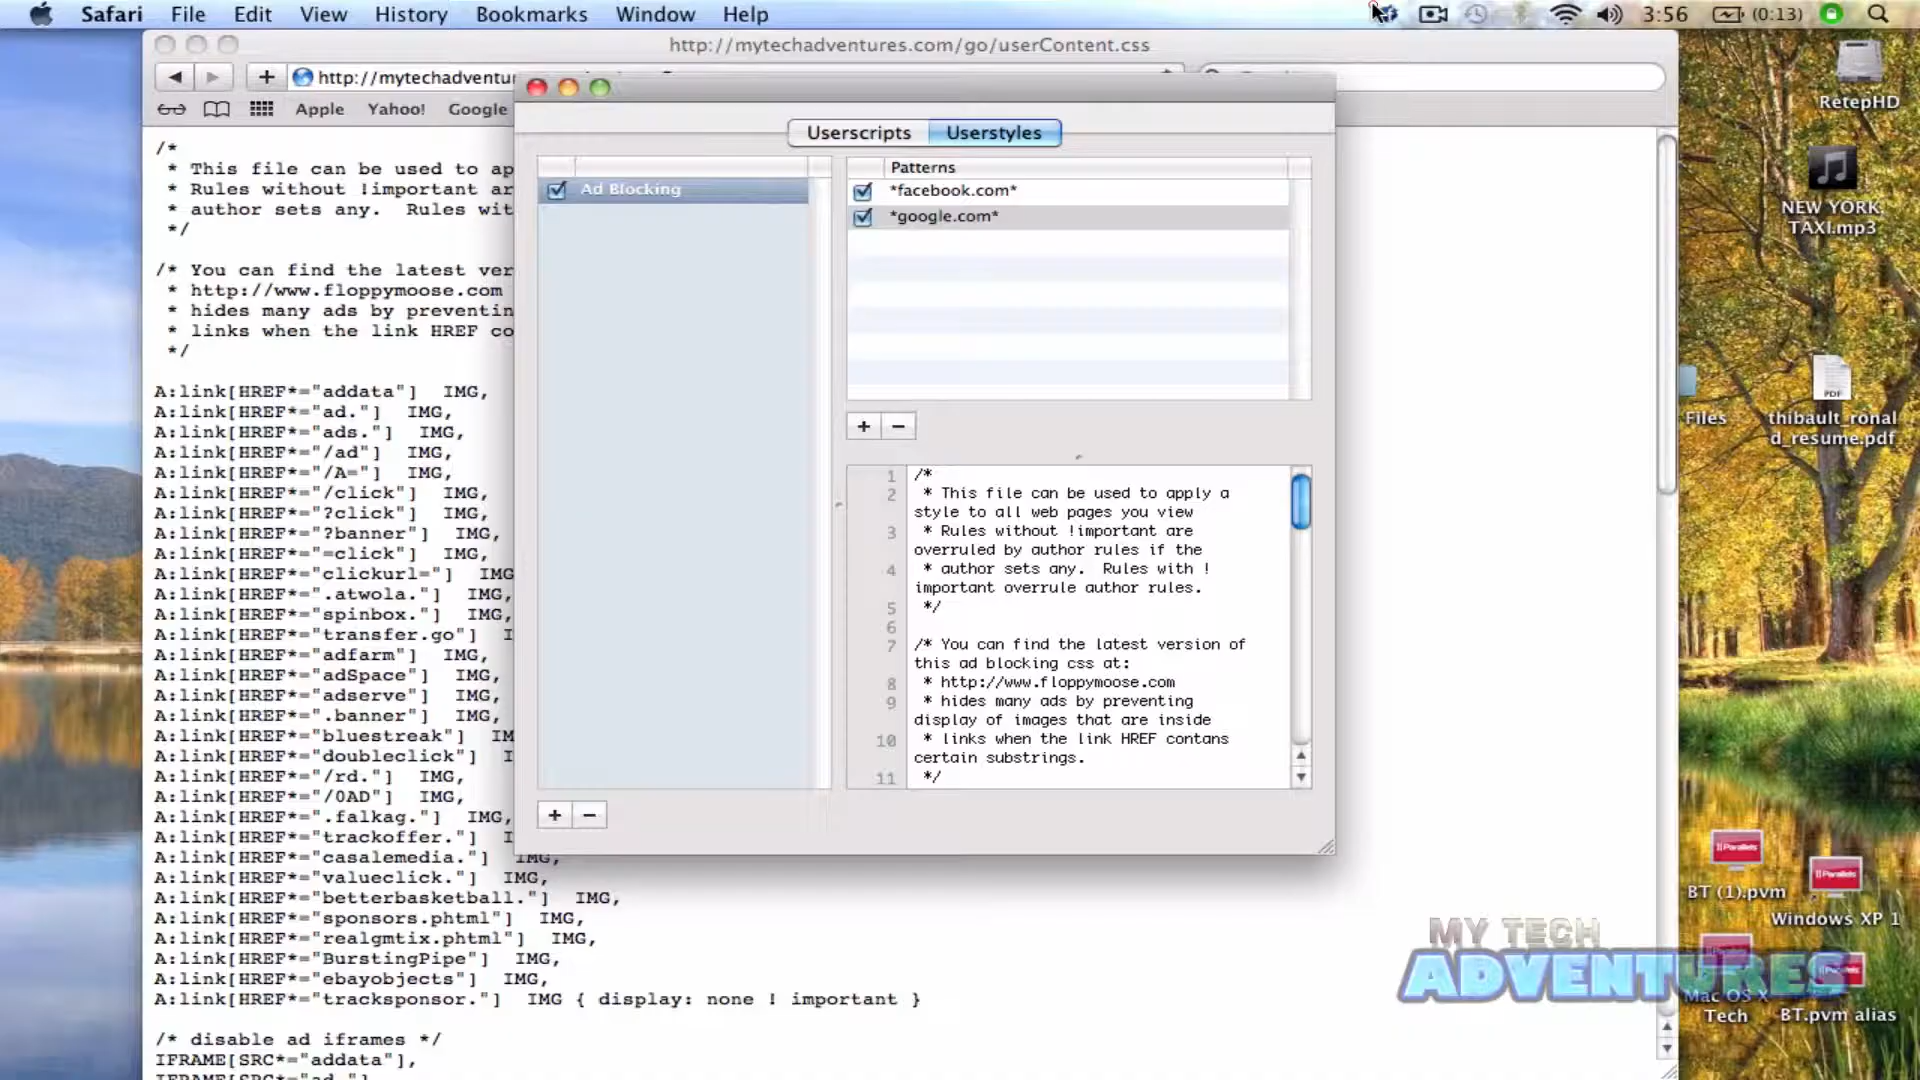 Safari File Edit View History Bookmarks Window Help
3:56 (0:13)
http://mytechadventures.com/go/userContent.css
http://mytechadventu
Apple Yahoo! Google
/*
* This file can be used to ap
* Rules without !important ar
* author sets any. Rules wit
*/
/* You can find the latest ver
* http://www.floppymoose.com
* hides many ads by preventin
* links when the link HREF co
*/
A:link[HREF*="addata"] IMG,
A:link[HREF*="ad."] IMG,
A:link[HREF*="ads."] IMG,
A:link[HREF*="/ad"] IMG,
A:link[HREF*="/A="] IMG,
A:link[HREF*="/click"] IMG,
A:link[HREF*="?click"] IMG,
A:link[HREF*="?banner"] IMG,
A:link[HREF*="=click"] IMG,
A:link[HREF*="clickurl="] IMG
A:link[HREF*=".atwola."] IMG,
A:link[HREF*="spinbox."] IMG,
A:link[HREF*="transfer.go"] I
A:link[HREF*="adfarm"] IMG,
A:link[HREF*="adSpace"] IMG,
A:link[HREF*="adserve"] IMG,
A:link[HREF*=".banner"] IMG,
A:link[HREF*="bluestreak"] IM
A:link[HREF*="doubleclick"] I
A:link[HREF*="/rd."] IMG,
A:link[HREF*="/0AD"] IMG,
A:link[HREF*=".falkag."] IMG,
A:link[HREF*="trackoffer."] I
A:link[HREF*="casalemedia."] IMG,
A:link[HREF*="valueclick."] IMG,
A:link[HREF*="betterbasketball."] IMG,
A:link[HREF*="sponsors.phtml"] IMG,
A:link[HREF*="realgmtix.phtml"] IMG,
A:link[HREF*="BurstingPipe"] IMG,
A:link[HREF*="ebayobjects"] IMG,
A:link[HREF*="tracksponsor."] IMG { display: none ! important }
/* disable ad iframes */
IFRAME[SRC*="addata"],
IFRAME[SRC*="ad."],
Userscripts Userstyles
Ad Blocking
Patterns
*facebook.com*
*google.com*
+ −
1 /*
2 * This file can be used to apply a
style to all web pages you view
3 * Rules without !important are
overruled by author rules if the
4 * author sets any. Rules with !
important overrule author rules.
5 */
6
7 /* You can find the latest version of
this ad blocking css at:
8 * http://www.floppymoose.com
9 * hides many ads by preventing
display of images that are inside
10 * links when the link HREF contans
certain substrings.
11 */
+ −
RetepHD
NEW YORK
TAXI.mp3
Files
PDF
thibault_ronal
d_resume.pdf
Parallels
BT (1).pvm
Parallels
Windows XP 1
MY TECH
ADVENTURES
Mac OS X
Tech
BT.pvm alias